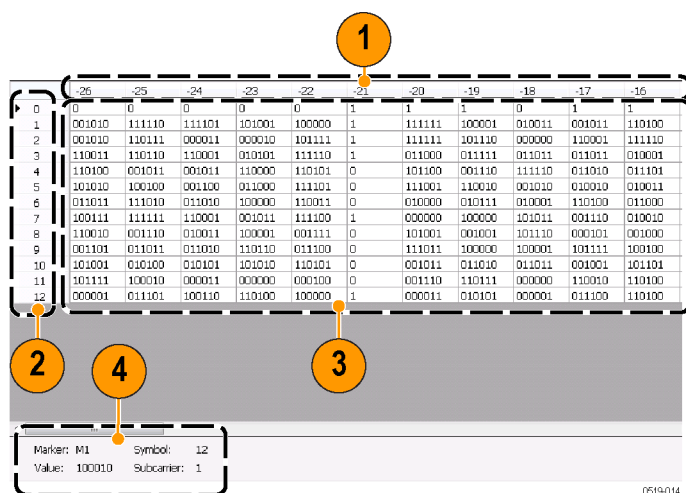 1
-26 -25 -24 -23 -22 -21 -20 -19 -18 -17 -16
0 0 0 0 0 0 1 1 1 0 1 1
1 001010 111110 111101 101001 100000 1 111111 100001 010011 001011 110100
2 001010 110111 000011 000010 101111 1 111111 101110 000000 110001 111110
3 110011 110110 110001 010101 111110 1 011000 011111 011011 011011 010001
4 110100 001011 001011 110000 110101 0 101100 001110 111110 011010 011101
5 101010 100100 001100 011000 111101 0 111001 110010 001010 010010 010011
6 011011 111010 011010 100000 110011 0 010000 010111 010001 110100 011000
7 100111 111111 110001 001011 111100 1 000000 100000 101011 001110 010010
8 110010 001110 010011 100001 001111 0 101001 001001 101110 000101 001000
9 001101 011011 011010 110110 011100 0 111011 100000 100001 101111 100100
10 101001 010100 010101 101010 110101 0 001011 011010 011011 001001 101101
11 101111 100010 000011 000000 000100 0 001110 110111 000000 110010 110100
12 000001 011101 100110 110100 100000 1 000011 010101 000001 011100 110100
2 4 3
Marker: M1 Symbol: 12
Value: 100010 Subcarrier: 1
0519-014